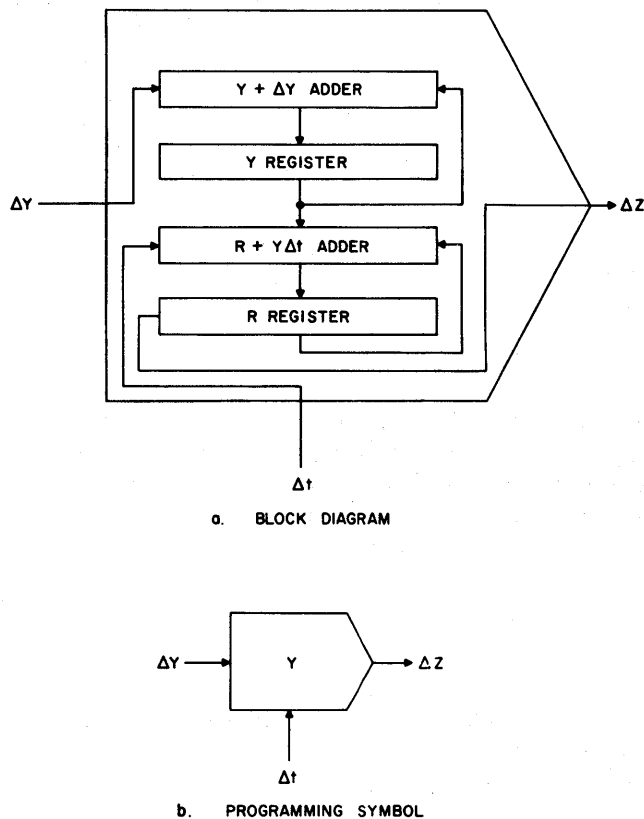 Y + ΔY ADDER
Y REGISTER
ΔY
ΔZ
R + YΔt ADDER
R REGISTER
Δt
a. BLOCK DIAGRAM
ΔY
Y
ΔZ
Δt
b. PROGRAMMING SYMBOL